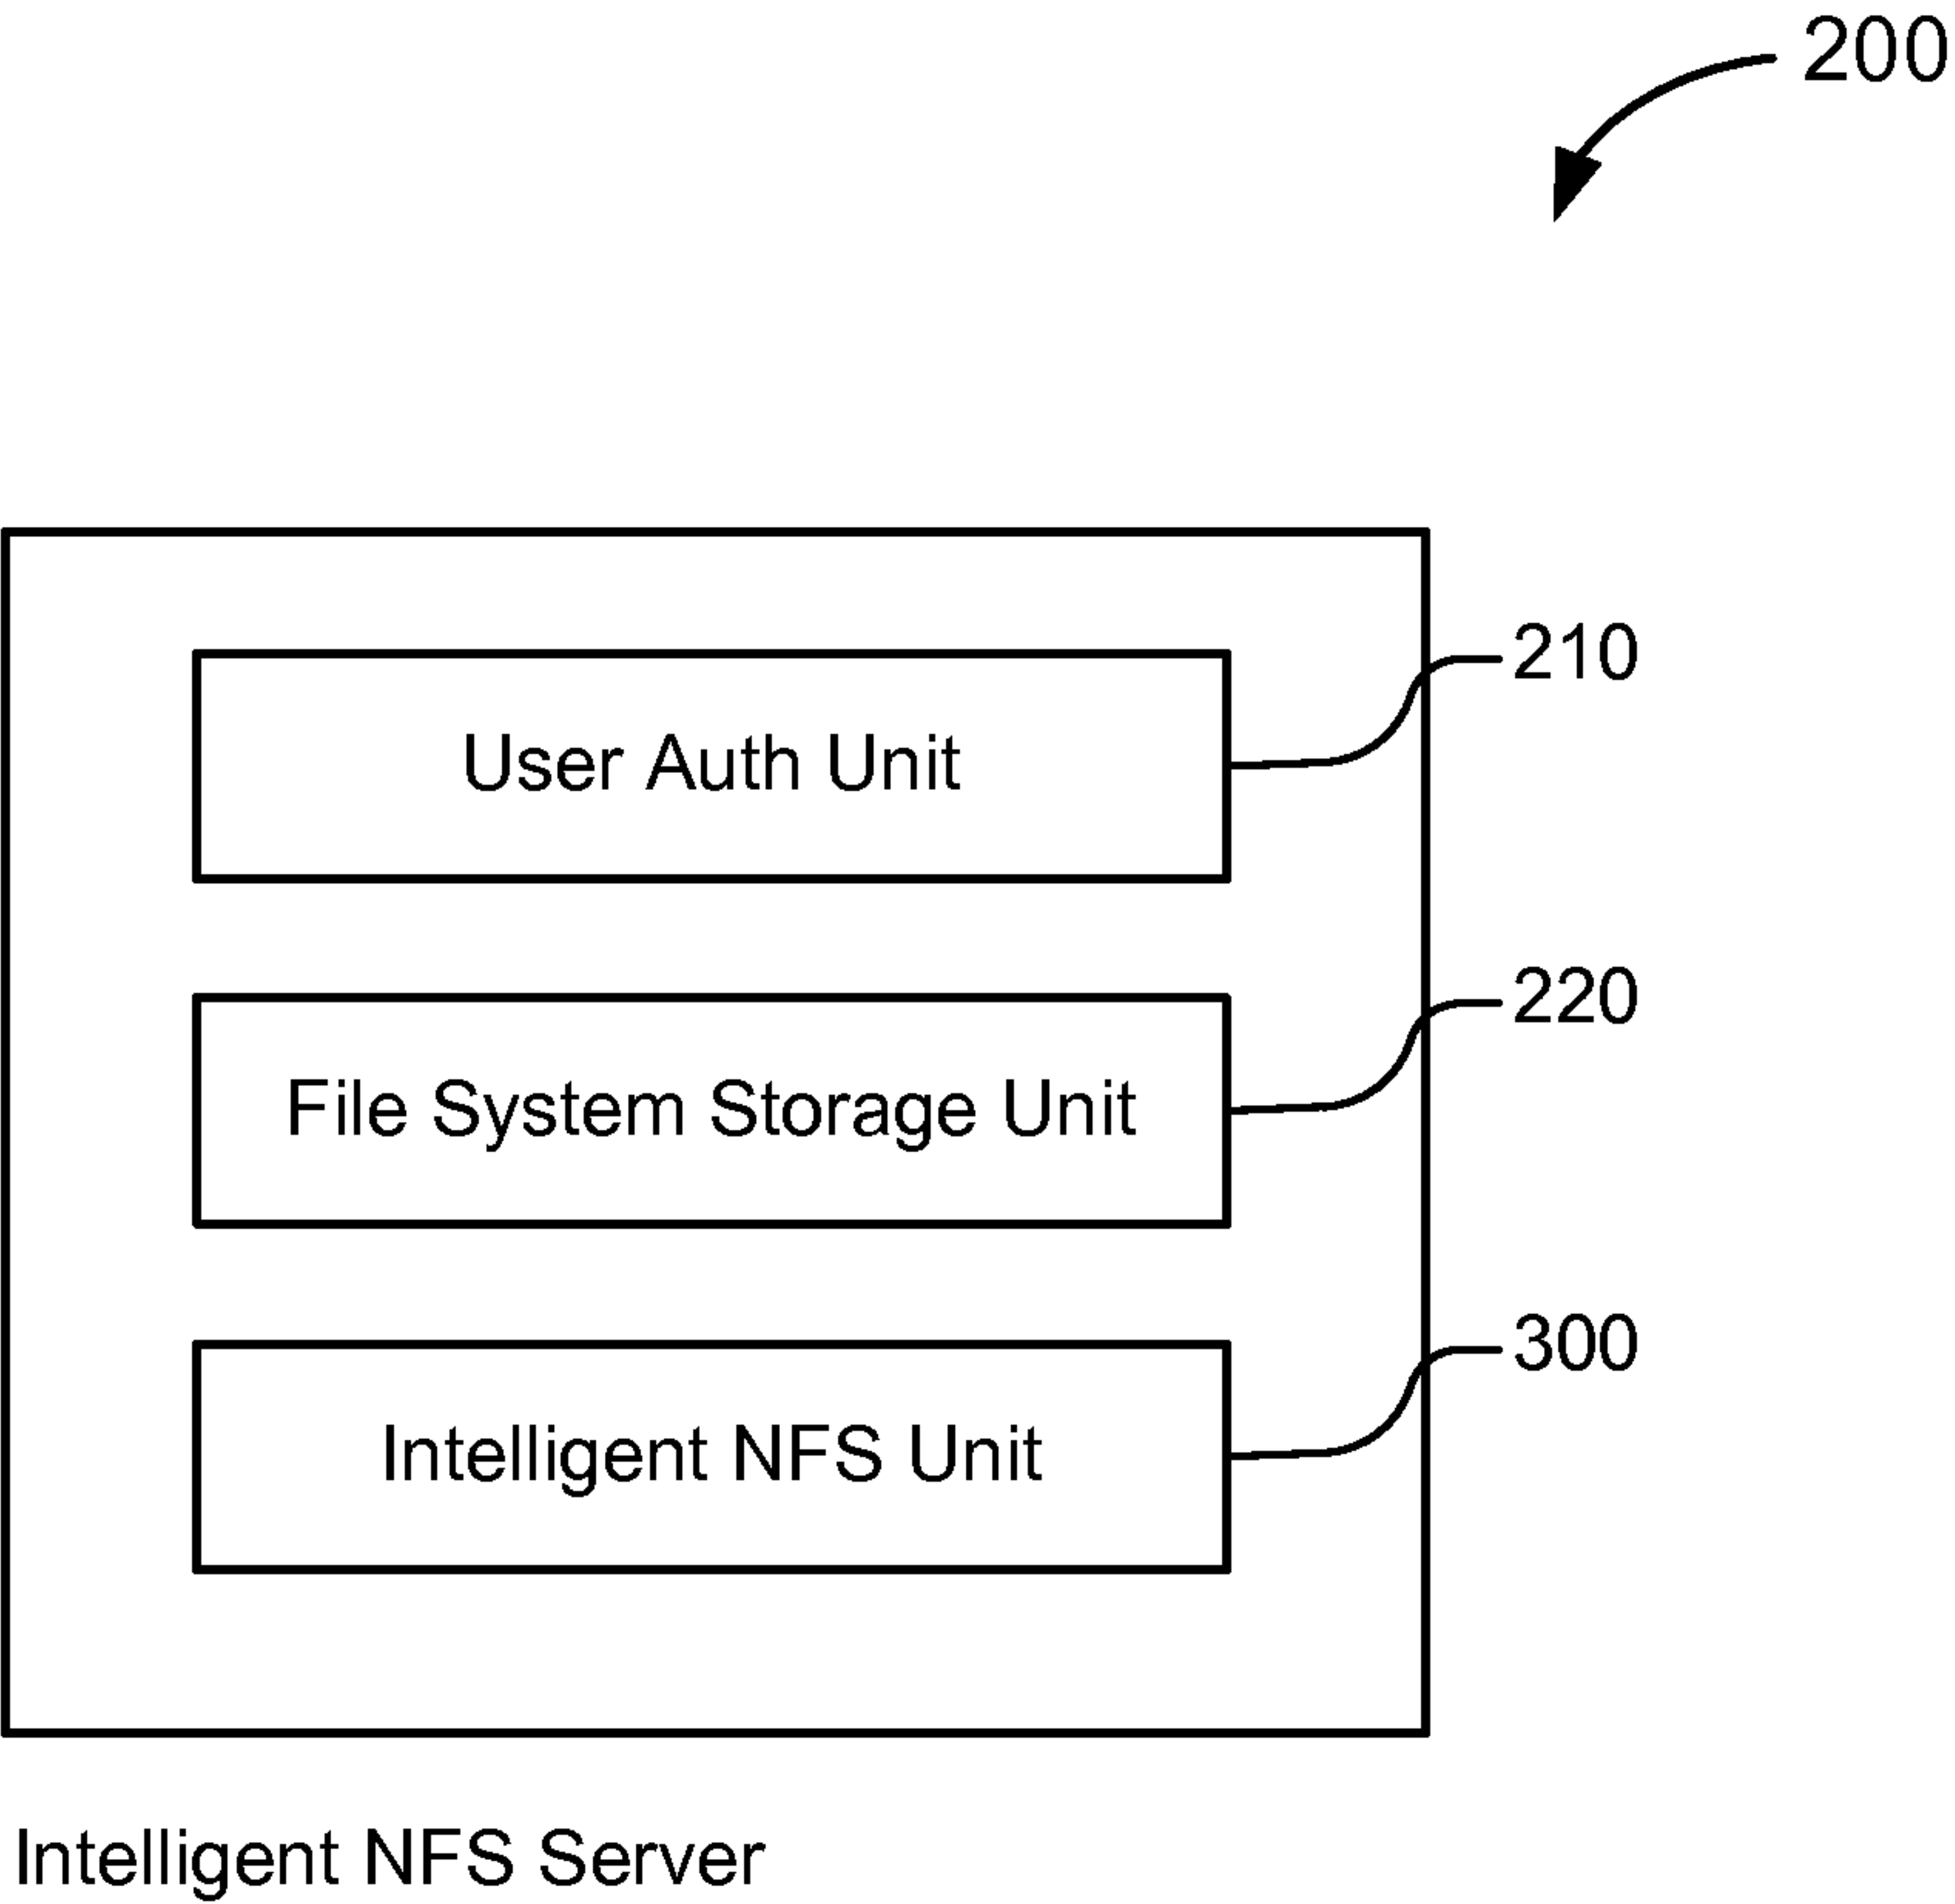 200
210
User Auth Unit
220
File System Storage Unit
300
Intelligent NFS Unit
Intelligent NFS Server